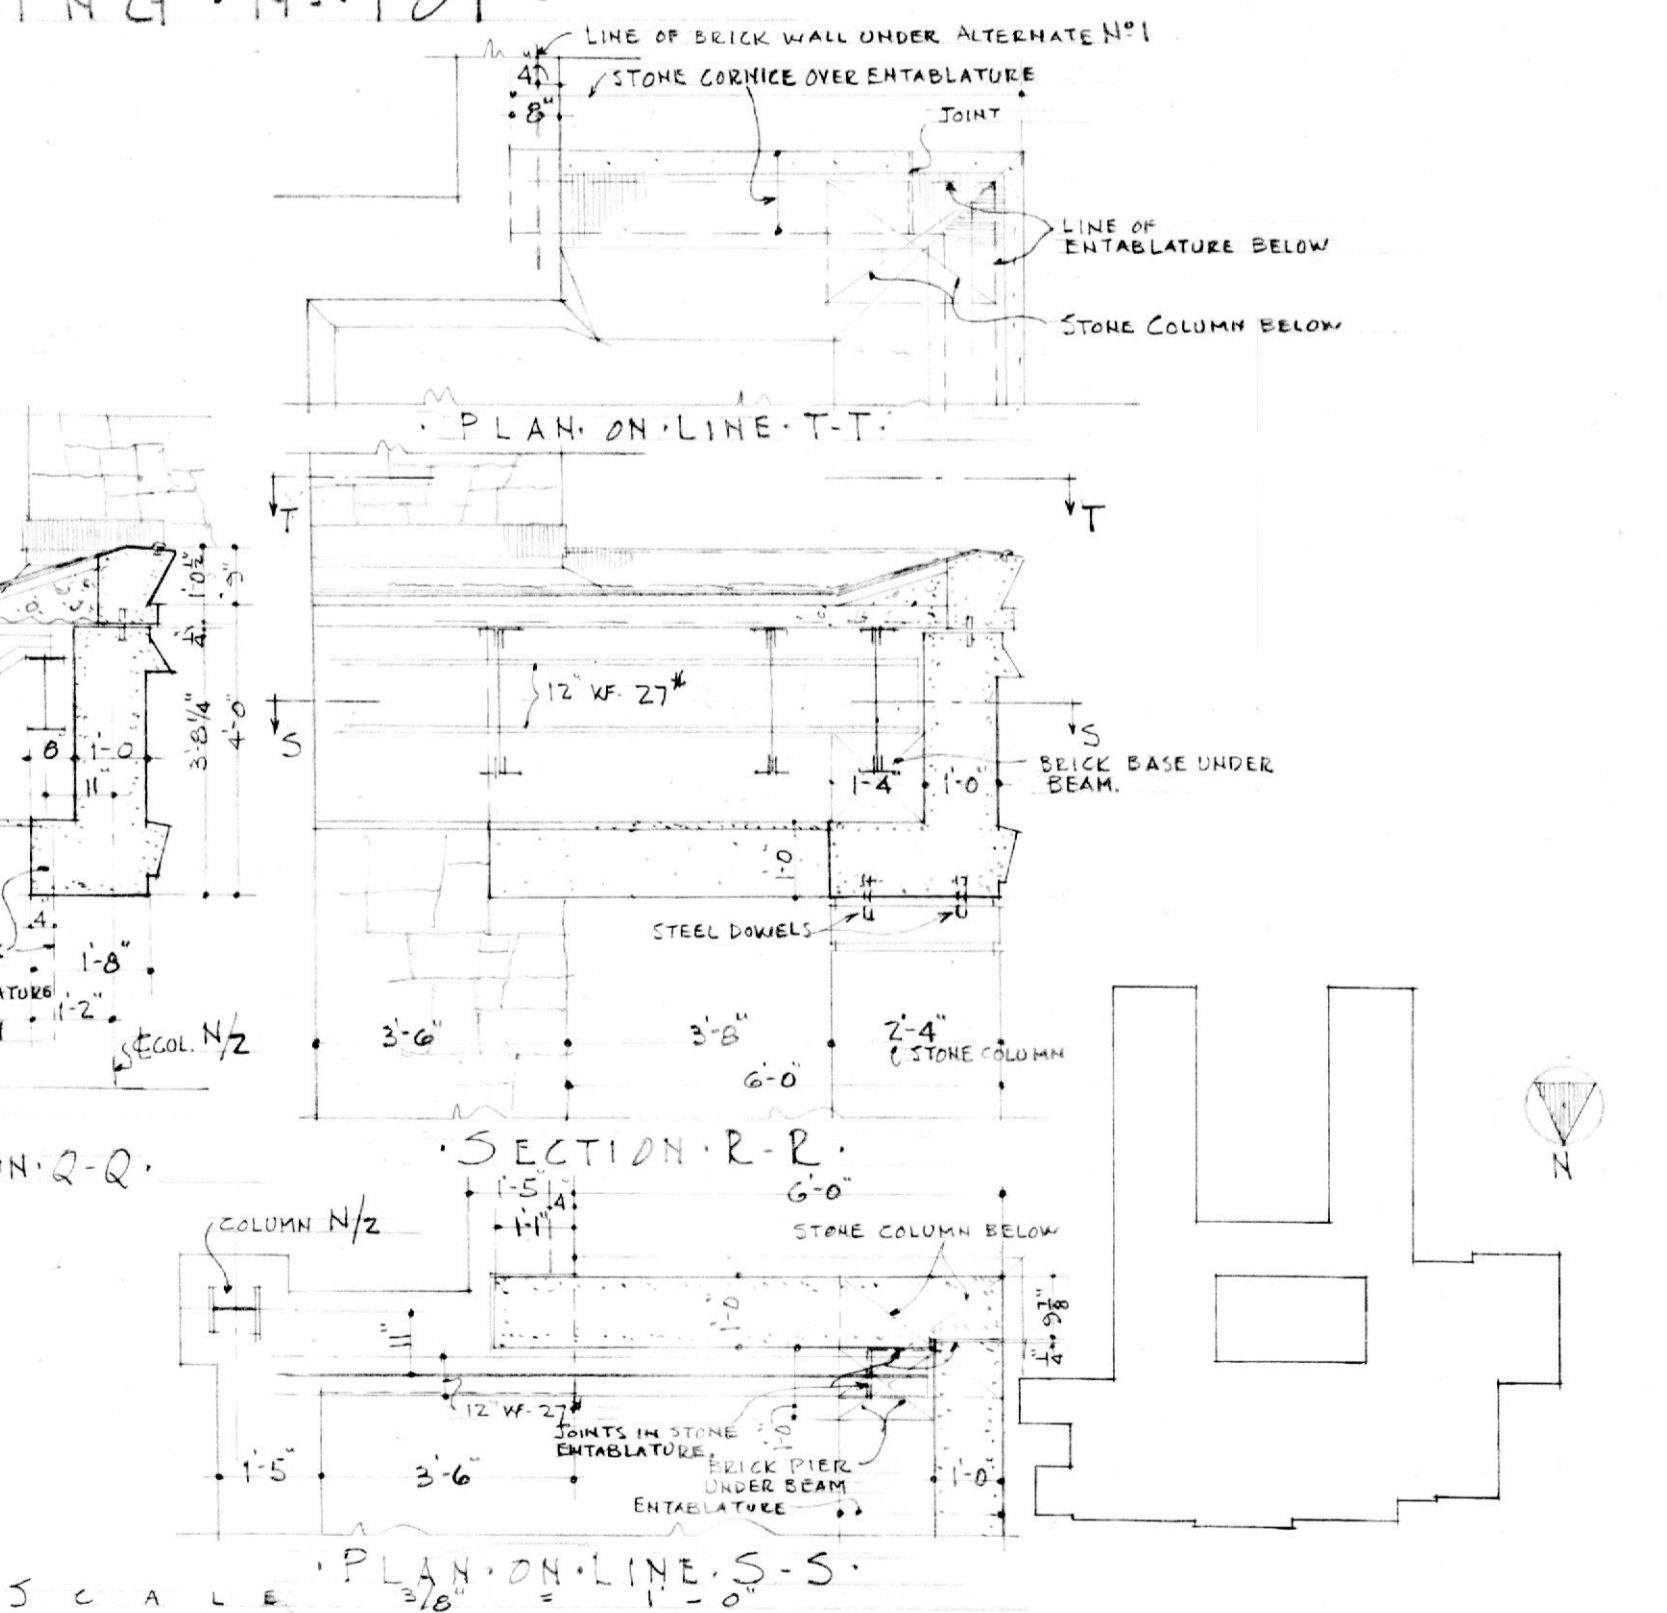 LINE OF BRICK WALL UNDER ALTERNATE Nº 1
4"
STONE CORNICE OVER ENTABLATURE
8"
JOINT
LINE OF
ENTABLATURE BELOW
STONE COLUMN BELOW
· PLAN · ON · LINE · T-T ·
T
T
1'-0½"
9"
¼"
3'-8¼"
4'-0"
12" WF. 27#
S
S
8
1'-0
11"
BRICK BASE UNDER
BEAM.
1'-4"
1'-0"
1'-0
4
STEEL DOWELS
1'-8"
ATURE
1'-2"
℄ COL. N/2
3'-6"
3'-8"
2'-4"
STONE COLUMN
6'-0"
· SECTION · R-R ·
N · Q-Q ·
N
1'-5"
4
6'-0"
1'-1"
COLUMN N/2
STONE COLUMN BELOW
1'-0
9⅞"
¼"
11"
12" WF. 27#
JOINTS IN STONE
ENTABLATURE.
1'-0
BRICK PIER
UNDER BEAM
1'-5"
3'-6"
1'-0"
ENTABLATURE
· PLAN · ON · LINE · S-S ·
SCALE 3/8" = 1'-0"